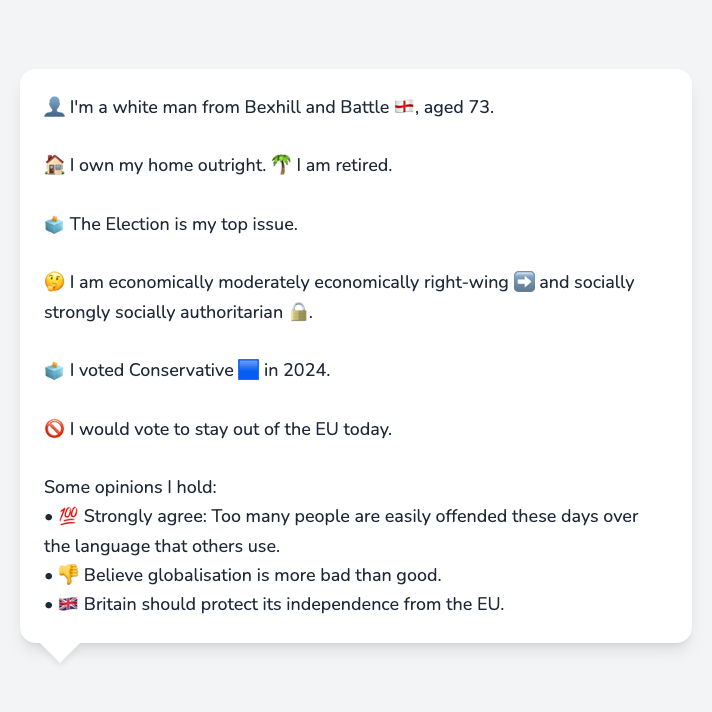 👤 I'm a white man from Bexhill and Battle 🏴󠁧󠁢󠁥󠁮󠁧󠁿, aged 73.
🏠 I own my home outright. 🌴 I am retired.
🗳️ The Election is my top issue.
🤔 I am economically moderately economically right-wing ➡️ and socially
strongly socially authoritarian 🔒.
🗳️ I voted Conservative 🟦 in 2024.
🚫 I would vote to stay out of the EU today.
Some opinions I hold:
• 💯 Strongly agree: Too many people are easily offended these days over
the language that others use.
• 👎 Believe globalisation is more bad than good.
• 🇬🇧 Britain should protect its independence from the EU.